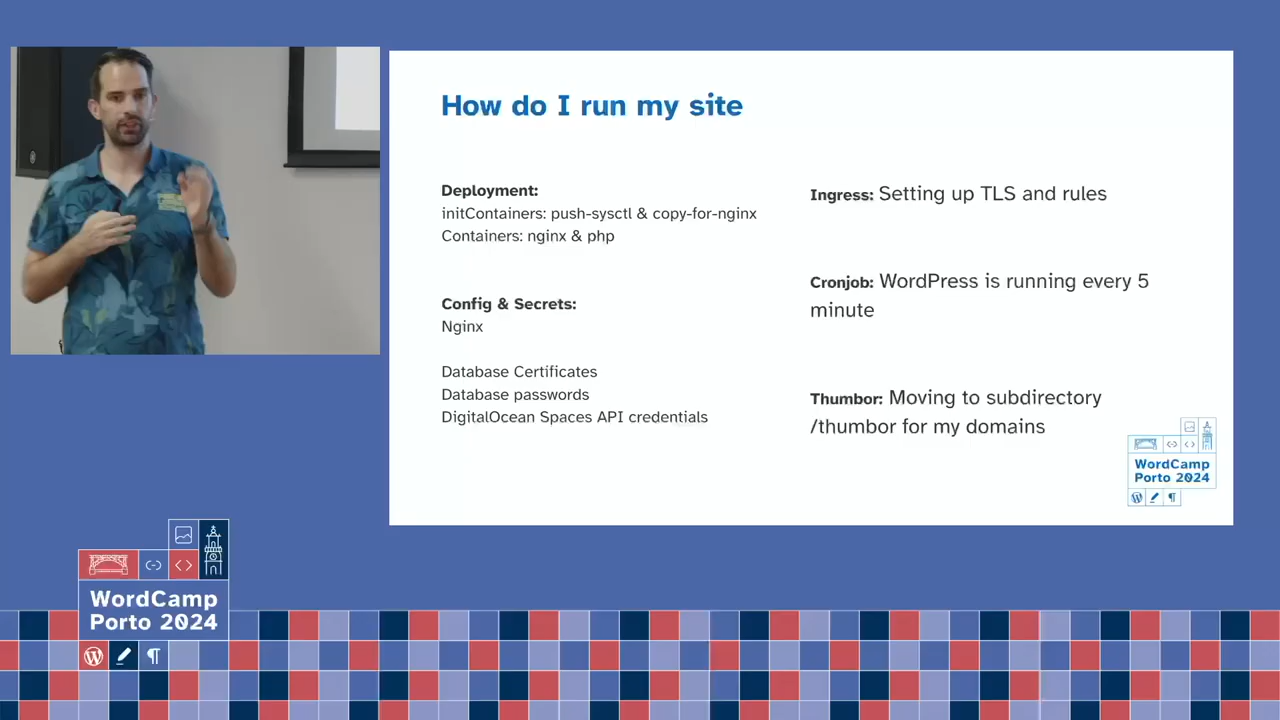 How do I run my site
Deployment:
initContainers: push-sysctl & copy-for-nginx
Containers: nginx & php
Config & Secrets:
Nginx
Database Certificates
Database passwords
DigitalOcean Spaces API credentials
Ingress: Setting up TLS and rules
Cronjob: WordPress is running every 5
minute
Thumbor: Moving to subdirectory
/thumbor for my domains
WordCamp
Porto 2024
WordCamp
Porto 2024